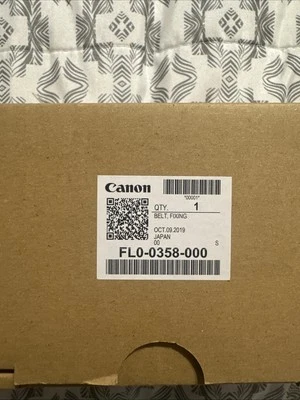 Canon
*00001*
QTY. 1
BELT, FIXING
OCT.09.2019
JAPAN
00 S
FL0-0358-000